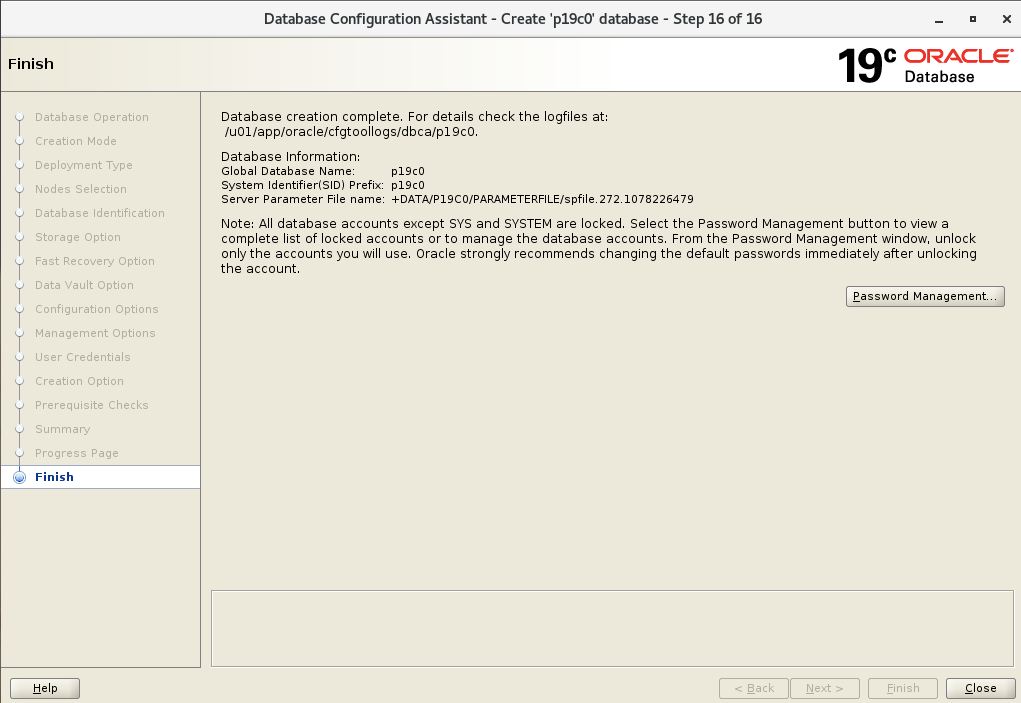 Database Configuration Assistant - Create 'p19c0' database - Step 16 of 16
Finish
19c ORACLE
Database
Database Operation
Creation Mode
Deployment Type
Nodes Selection
Database Identification
Storage Option
Fast Recovery Option
Data Vault Option
Configuration Options
Management Options
User Credentials
Creation Option
Prerequisite Checks
Summary
Progress Page
Finish
Database creation complete. For details check the logfiles at:
/u01/app/oracle/cfgtoollogs/dbca/p19c0.
Database Information:
Global Database Name: p19c0
System Identifier(SID) Prefix: p19c0
Server Parameter File name: +DATA/P19C0/PARAMETERFILE/spfile.272.1078226479
Note: All database accounts except SYS and SYSTEM are locked. Select the Password Management button to view a
complete list of locked accounts or to manage the database accounts. From the Password Management window, unlock
only the accounts you will use. Oracle strongly recommends changing the default passwords immediately after unlocking
the account.
Password Management...
Help
< Back
Next >
Finish
Close